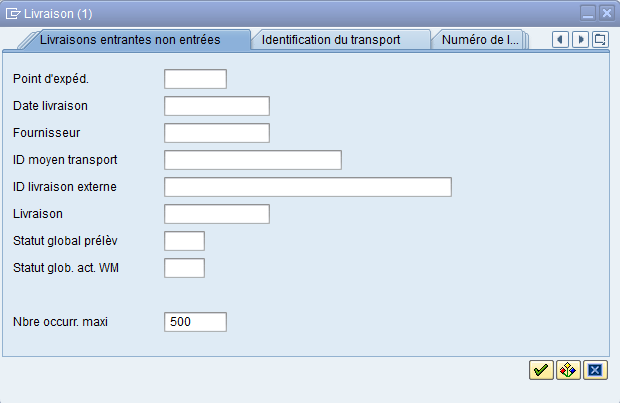 Livraison (1)
Livraisons entrantes non entrées
Identification du transport
Numéro de l...
Point d'expéd.
Date livraison
Fournisseur
ID moyen transport
ID livraison externe
Livraison
Statut global prélèv
Statut glob. act. WM
Nbre occurr. maxi
500